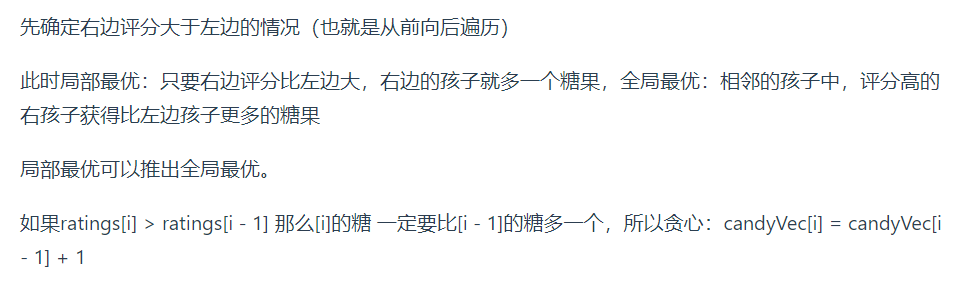 先确定右边评分大于左边的情况（也就是从前向后遍历）
此时局部最优：只要右边评分比左边大，右边的孩子就多一个糖果，全局最优：相邻的孩子中，评分高的
右孩子获得比左边孩子更多的糖果
局部最优可以推出全局最优。
如果ratings[i] > ratings[i - 1] 那么[i]的糖 一定要比[i - 1]的糖多一个，所以贪心：candyVec[i] = candyVec[i
- 1] + 1